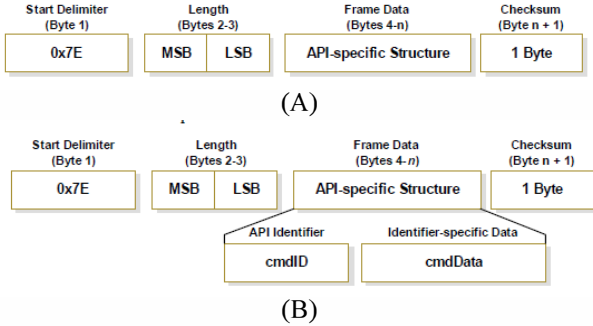 Start Delimiter Length Frame Data Checksum
(Byte 1) (Bytes 2-3) (Bytes 4-n) (Byte n + 1)
0x7E MSB LSB API-specific Structure 1 Byte
(A)
Start Delimiter Length Frame Data Checksum
(Byte 1) (Bytes 2-3) (Bytes 4-n) (Byte n + 1)
0x7E MSB LSB API-specific Structure 1 Byte
API Identifier Identifier-specific Data
cmdID cmdData
(B)